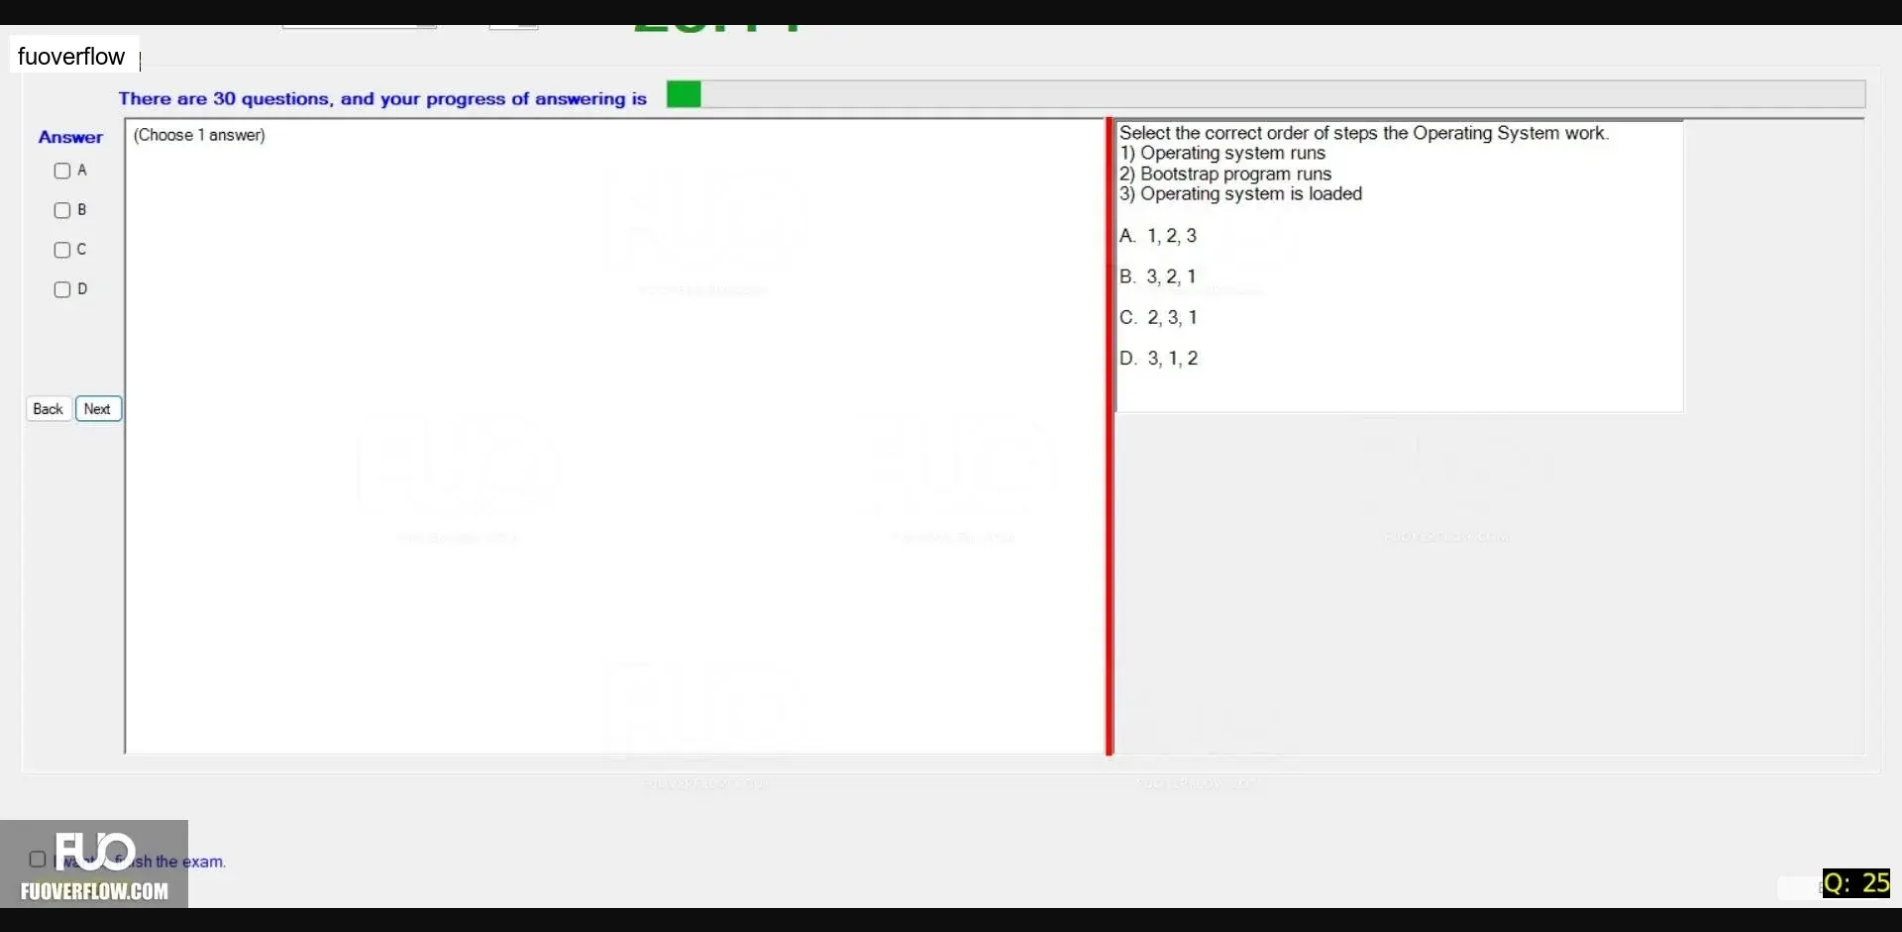 fuoverflow
There are 30 questions, and your progress of answering is
Answer
(Choose 1 answer)
A
B
C
D
Back Next
Select the correct order of steps the Operating System work.
1) Operating system runs
2) Bootstrap program runs
3) Operating system is loaded
A. 1, 2, 3
B. 3, 2, 1
C. 2, 3, 1
D. 3, 1, 2
the exam.
FUO
FUOVERFLOW.COM
Q: 25